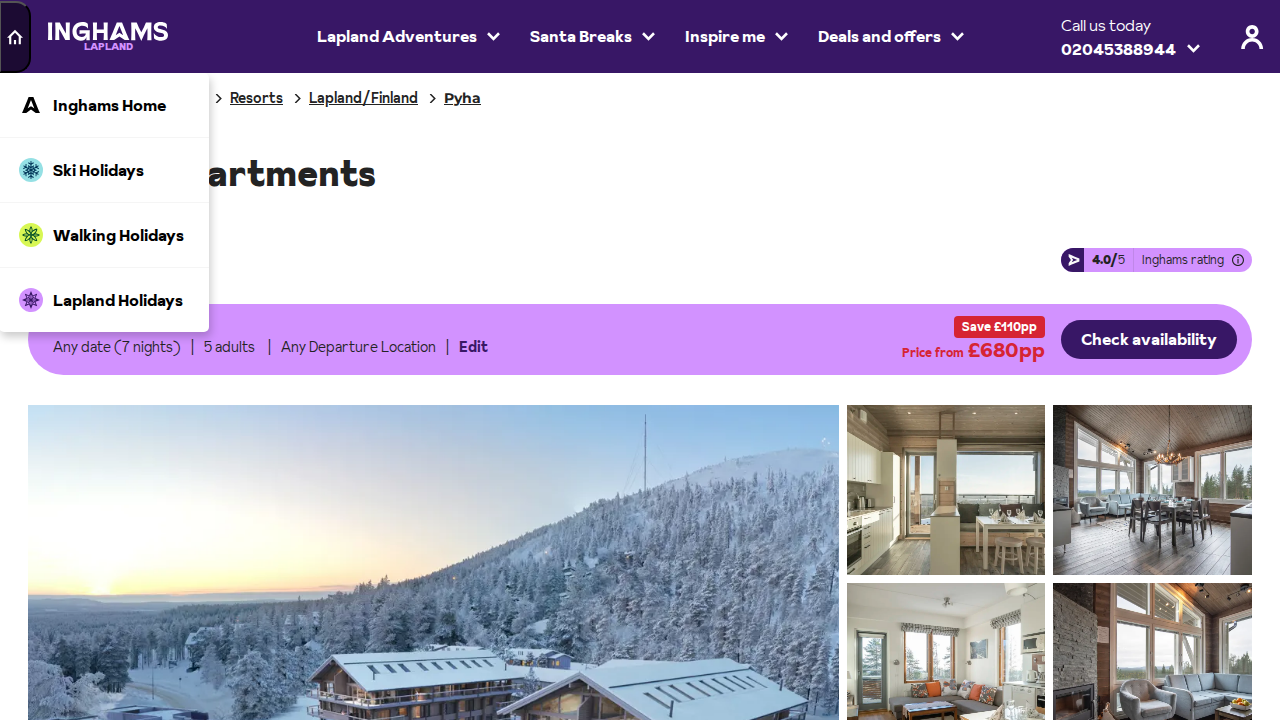 INGHAMS
LAPLAND
Lapland Adventures
Santa Breaks
Inspire me
Deals and offers
Call us today
02045388944
Inghams Home
Ski Holidays
Walking Holidays
Lapland Holidays
Resorts
Lapland/Finland
Pyha
artments
4.0/5
Inghams rating
Any date (7 nights) | 5 adults | Any Departure Location | Edit
Save £110pp
Price from £680pp
Check availability